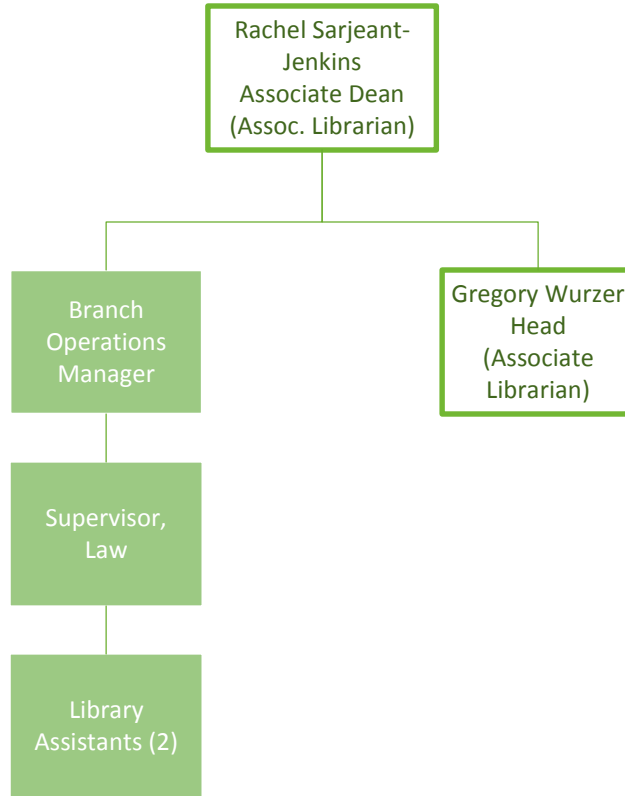 Rachel Sarjeant-
Jenkins
Associate Dean
(Assoc. Librarian)
Branch
Operations
Manager
Gregory Wurzer
Head
(Associate
Librarian)
Supervisor,
Law
Library
Assistants (2)